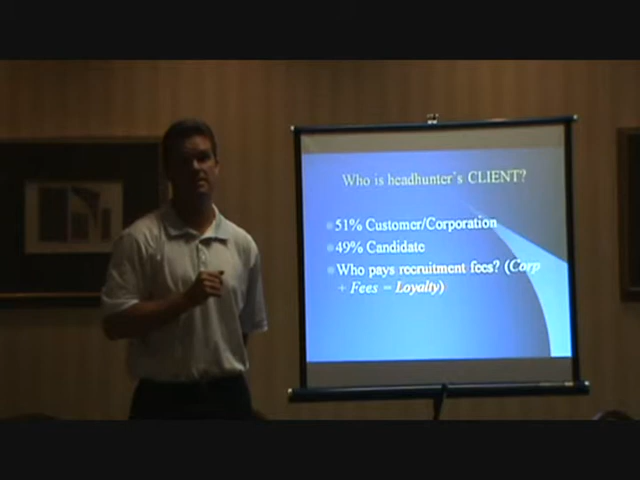 Who is headhunter's CLIENT?
51% Customer/Corporation
49% Candidate
Who pays recruitment fees? (Corp
+ Fees = Loyalty)